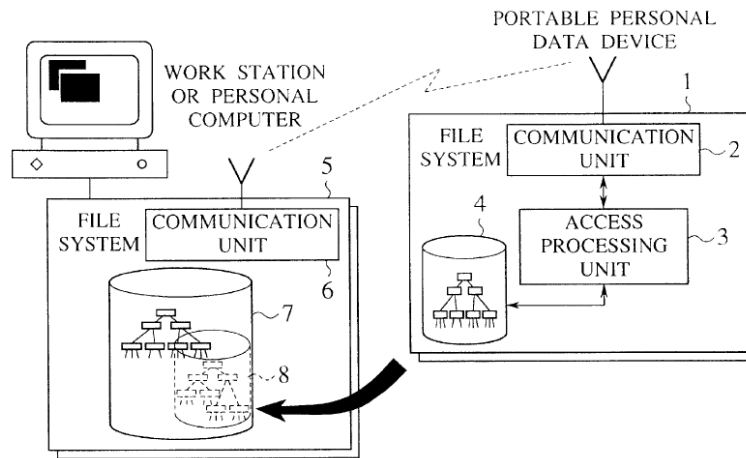 PORTABLE PERSONAL
DATA DEVICE
WORK STATION
OR PERSONAL
COMPUTER
1
FILE
SYSTEM
COMMUNICATION
UNIT
2
4
ACCESS
PROCESSING
UNIT
3
5
FILE
SYSTEM
COMMUNICATION
UNIT
6
7
8